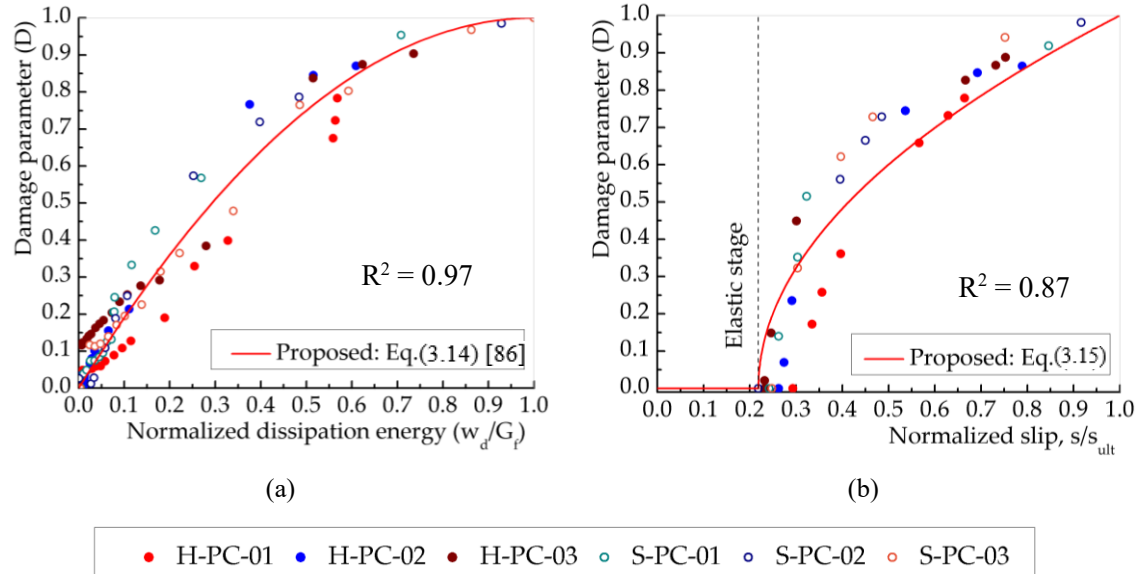 Damage parameter (D)
1.0
0.9
0.8
0.7
0.6
0.5
0.4
0.3
0.2
0.1
0.0
R² = 0.97
Proposed: Eq.(3.14) [86]
0.0 0.1 0.2 0.3 0.4 0.5 0.6 0.7 0.8 0.9 1.0
Normalized dissipation energy (w_d/G_f)
(a)
Damage parameter (D)
1.0
0.9
0.8
0.7
0.6
0.5
0.4
0.3
0.2
0.1
0.0
Elastic stage
R² = 0.87
Proposed: Eq.(3.15)
0.0 0.1 0.2 0.3 0.4 0.5 0.6 0.7 0.8 0.9 1.0
Normalized slip, s/s_ult
(b)
H-PC-01 H-PC-02 H-PC-03 S-PC-01 S-PC-02 S-PC-03